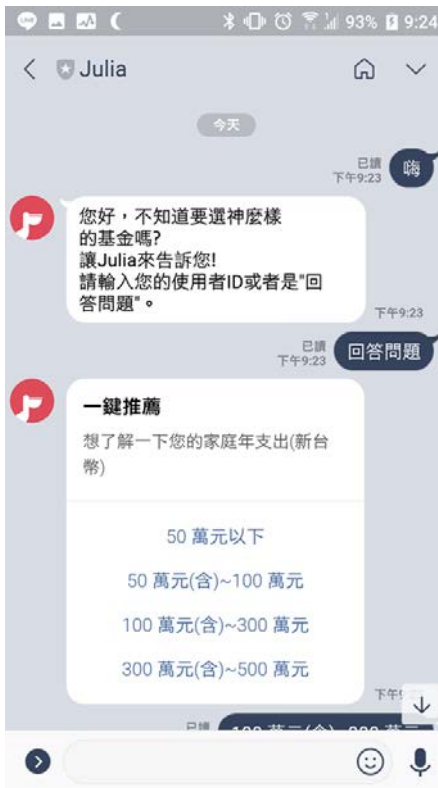 93% 9:24
Julia
今天
已讀
下午9:23
嗨
您好，不知道要選神麼樣
的基金嗎?
讓Julia來告訴您!
請輸入您的使用者ID或者是"回
答問題"。
下午9:23
已讀
下午9:23
回答問題
一鍵推薦
想了解一下您的家庭年支出(新台
幣)
50 萬元以下
50 萬元(含)~100 萬元
100 萬元(含)~300 萬元
300 萬元(含)~500 萬元